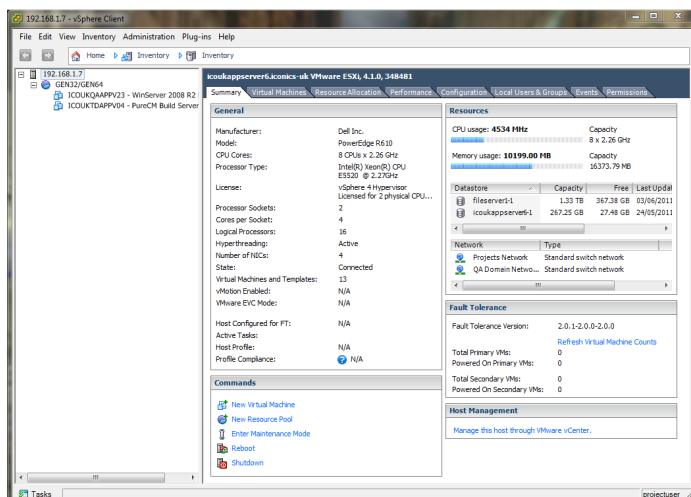 192.168.1.7 - vSphere Client
File Edit View Inventory Administration Plug-ins Help
Home Inventory Inventory
192.168.1.7
GEN32/GEN64
ICOUKQAAPPV23 - WinServer 2008 R2
ICOUKTDAPPV04 - PureCM Build Server
icoukappserver6.iconics-uk VMware ESXi, 4.1.0, 348481
Summary Virtual Machines Resource Allocation Performance Configuration Local Users & Groups Events Permissions
General
Manufacturer: Dell Inc.
Model: PowerEdge R610
CPU Cores: 8 CPUs x 2.26 GHz
Processor Type: Intel(R) Xeon(R) CPU
E5520 @ 2.27GHz
License: vSphere 4 Hypervisor
Licensed for 2 physical CPU...
Processor Sockets: 2
Cores per Socket: 4
Logical Processors: 16
Hyperthreading: Active
Number of NICs: 4
State: Connected
Virtual Machines and Templates: 13
vMotion Enabled: N/A
VMware EVC Mode: N/A
Host Configured for FT: N/A
Active Tasks:
Host Profile: N/A
Profile Compliance: N/A
Commands
New Virtual Machine
New Resource Pool
Enter Maintenance Mode
Reboot
Shutdown
Resources
CPU usage: 4534 MHz Capacity
8 x 2.26 GHz
Memory usage: 10199.00 MB Capacity
16373.79 MB
Datastore Capacity Free Last Updat
fileserver1-1 1.33 TB 367.38 GB 03/06/2011
icoukappserver6-1 267.25 GB 27.48 GB 24/05/2011
Network Type
Projects Network Standard switch network
QA Domain Netwo... Standard switch network
Fault Tolerance
Fault Tolerance Version: 2.0.1-2.0.0-2.0.0
Refresh Virtual Machine Counts
Total Primary VMs: 0
Powered On Primary VMs: 0
Total Secondary VMs: 0
Powered On Secondary VMs: 0
Host Management
Manage this host through VMware vCenter.
Tasks projectuser